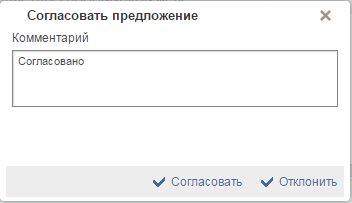 Согласовать предложение
Комментарий
Согласовано
Согласовать Отклонить